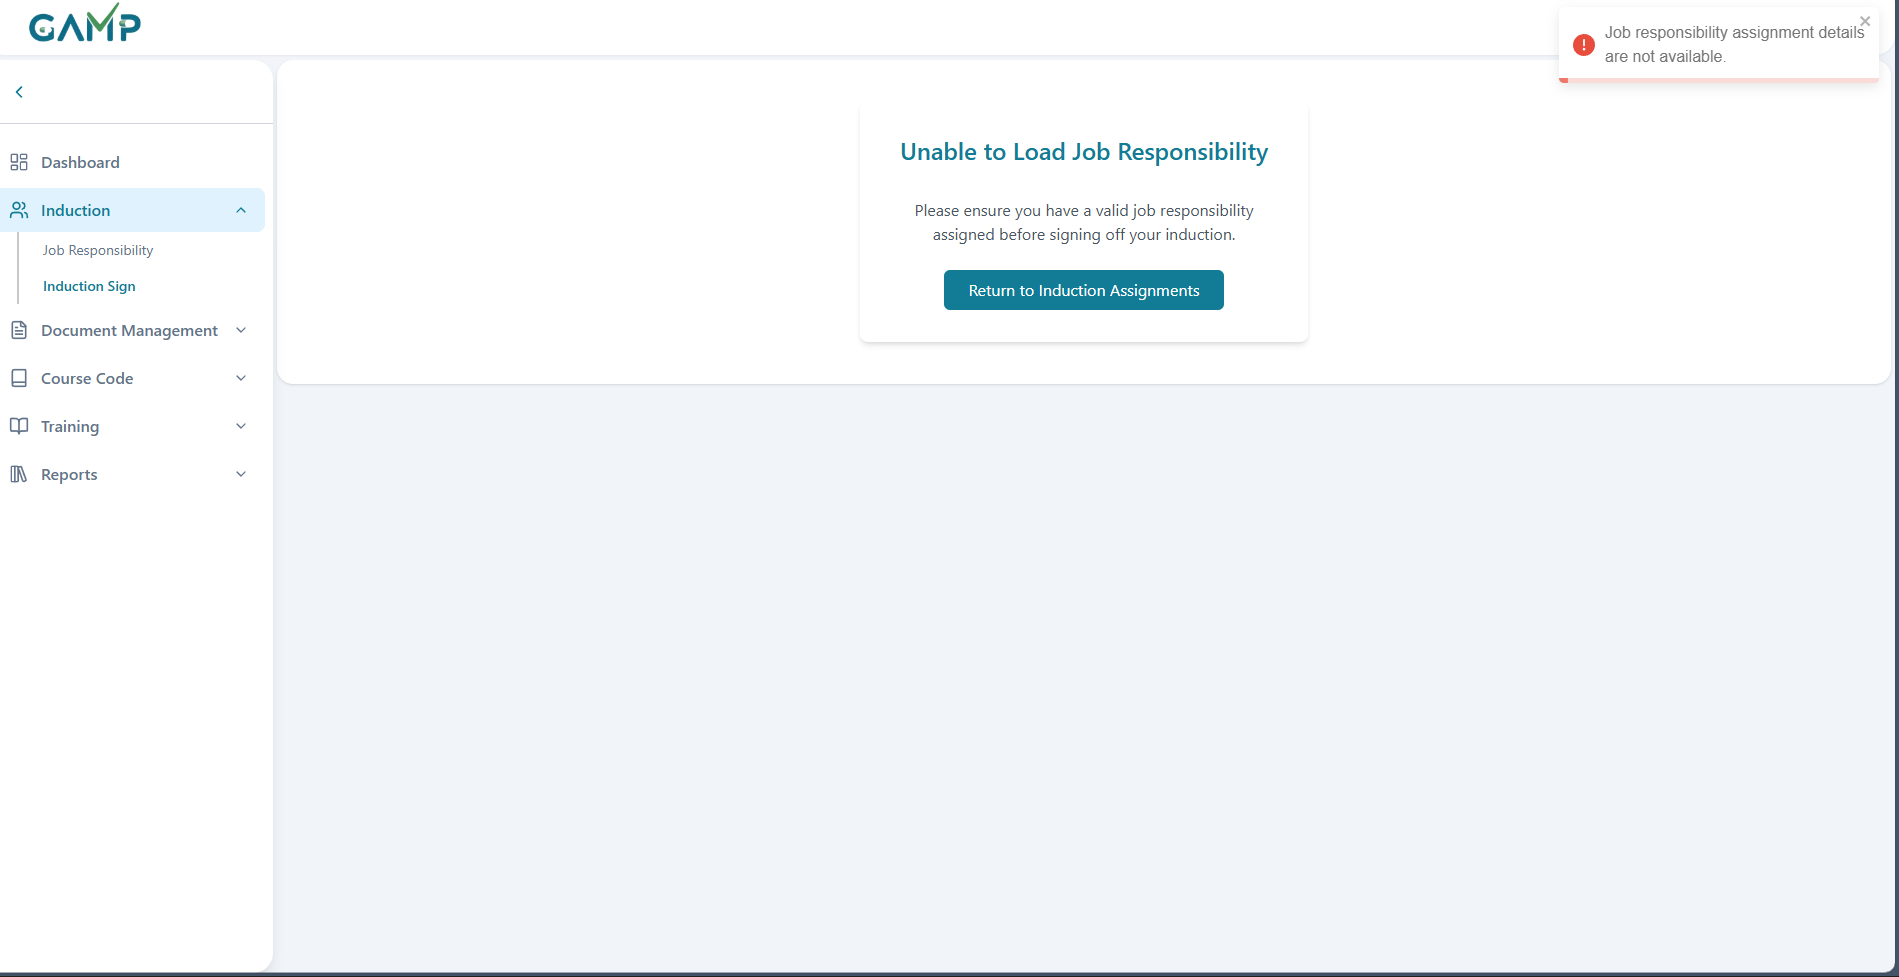 GAMP
Job responsibility assignment details
are not available.
Dashboard
Induction
Job Responsibility
Induction Sign
Document Management
Course Code
Training
Reports
Unable to Load Job Responsibility
Please ensure you have a valid job responsibility
assigned before signing off your induction.
Return to Induction Assignments